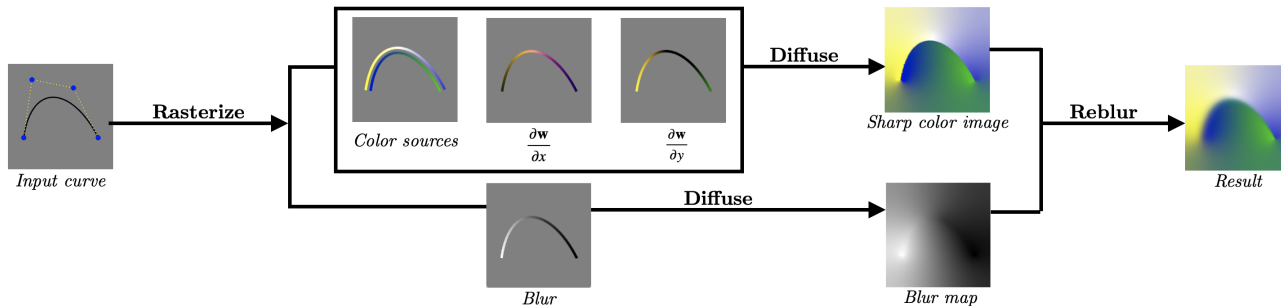 Input curve
Rasterize
Color sources
∂w
∂x
∂w
∂y
Diffuse
Sharp color image
Blur
Diffuse
Blur map
Reblur
Result